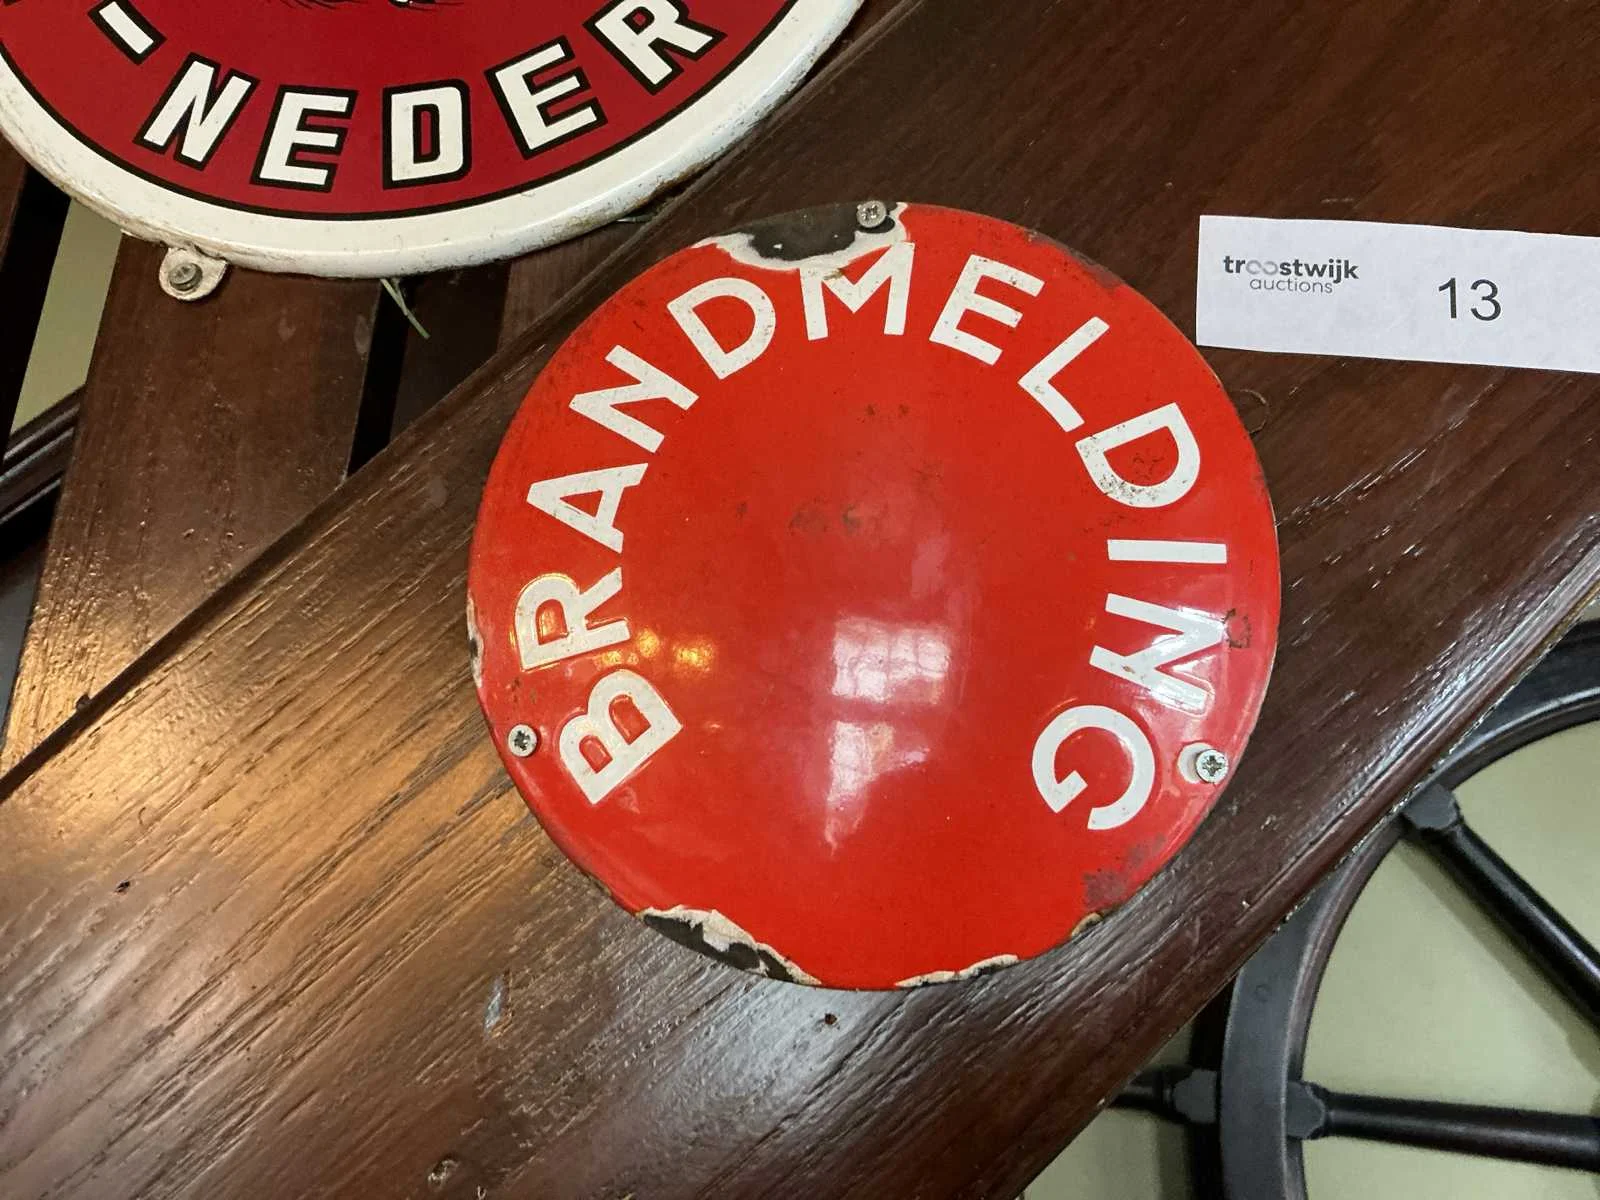 -NEDER
BRANDMELDING
troostwijk
auctions
13